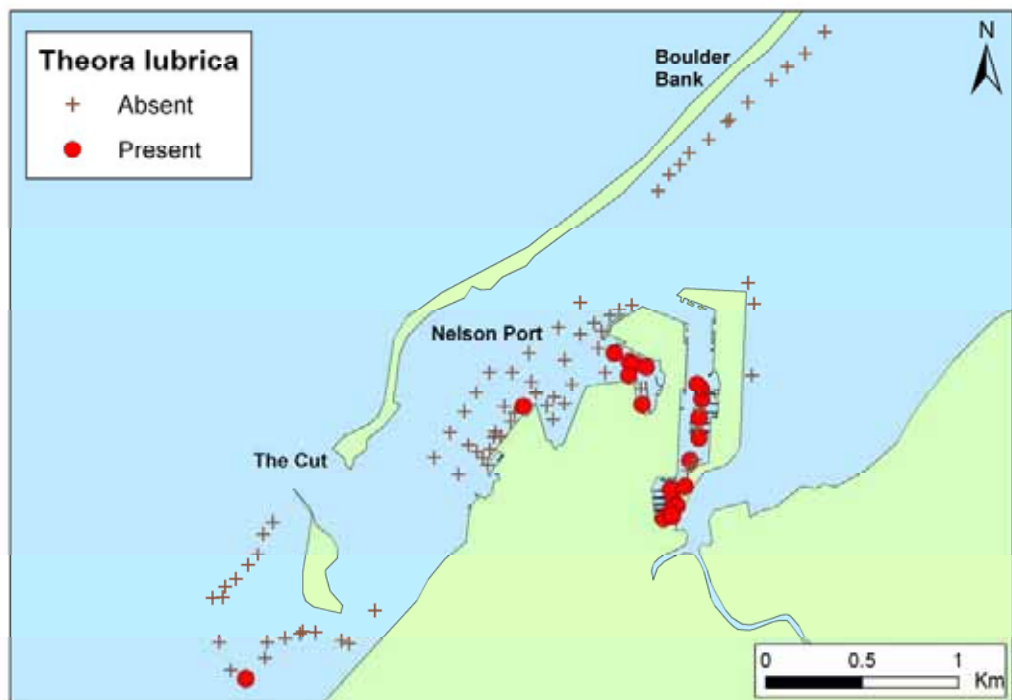 Theora lubrica
Absent
Present
Boulder
Bank
N
Nelson Port
The Cut
0 0.5 1
Km